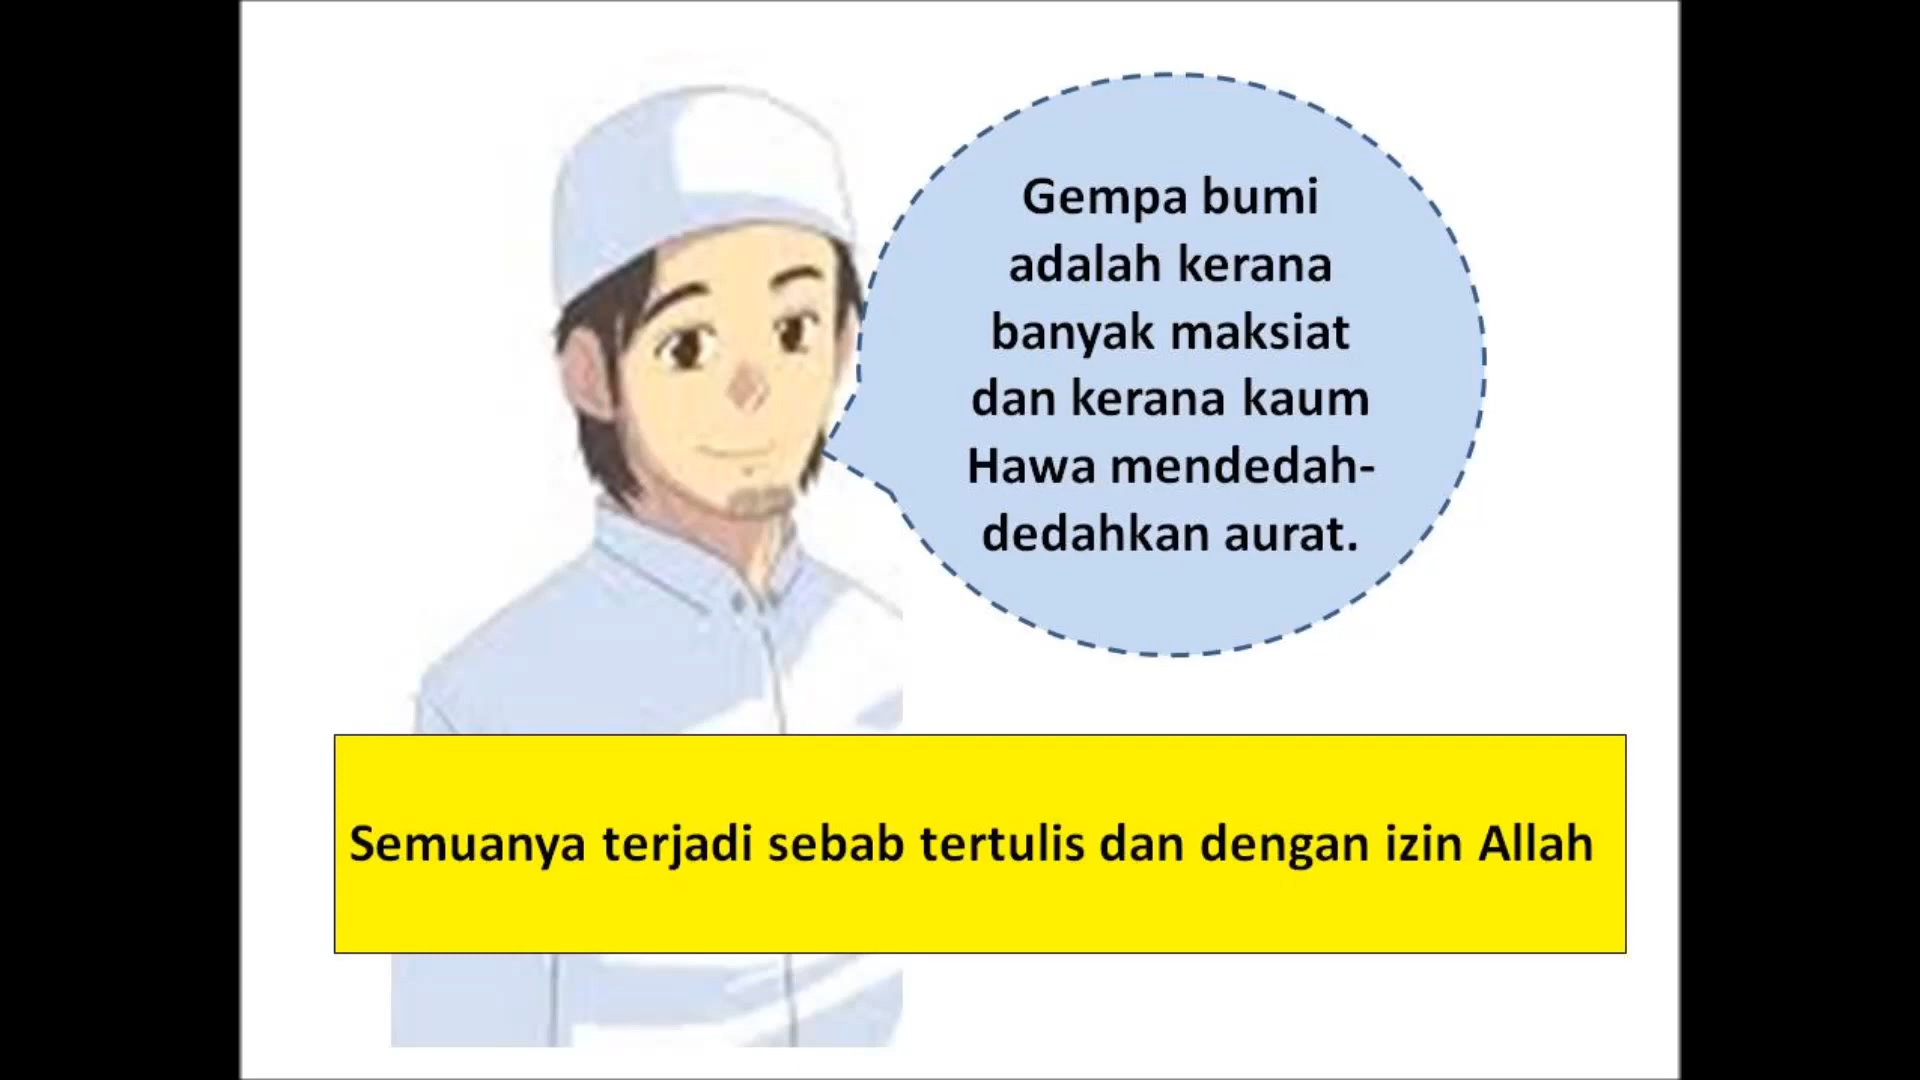 Gempa bumi
adalah kerana
banyak maksiat
dan kerana kaum
Hawa mendedah-
dedahkan aurat.
Semuanya terjadi sebab tertulis dan dengan izin Allah